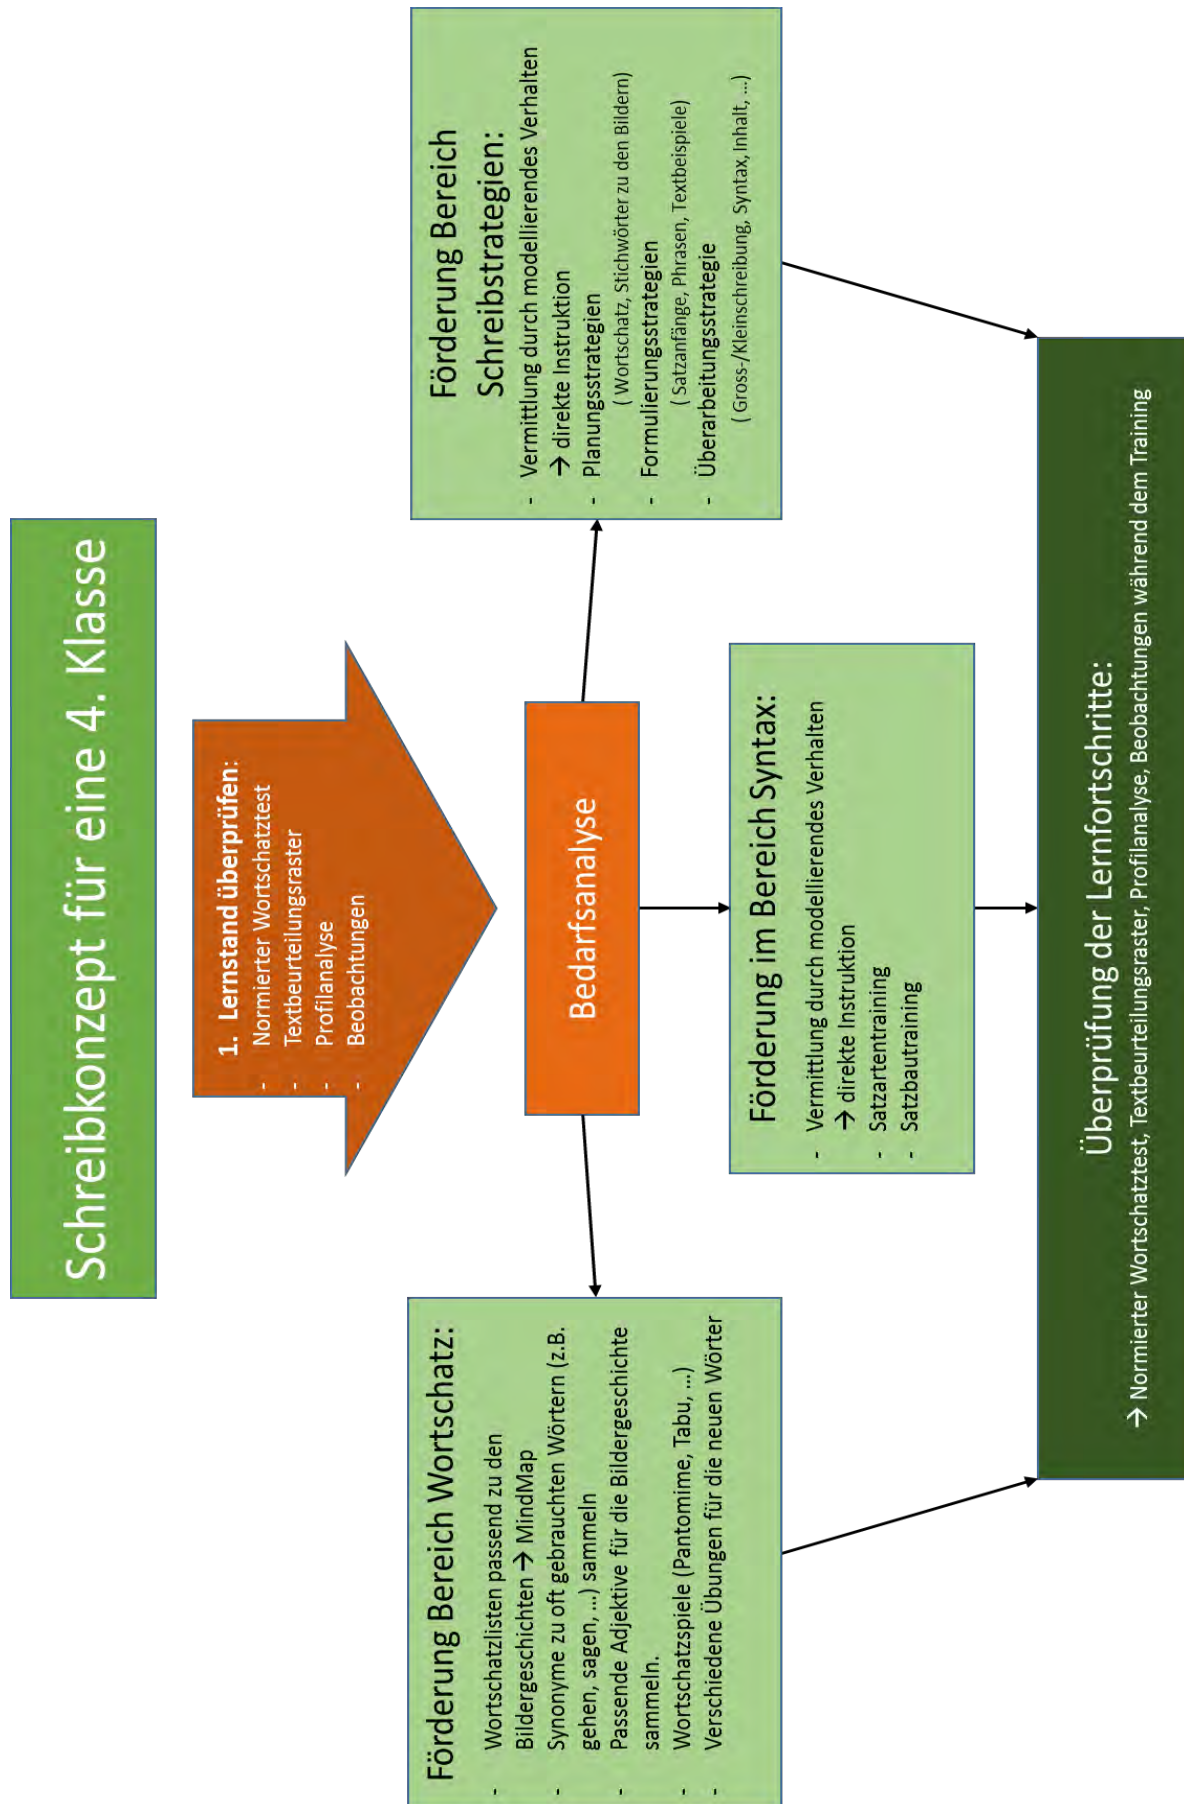 Schreibkonzept für eine 4. Klasse
1. Lernstand überprüfen:
- Normierter Wortschatztest
- Textbeurteilungsraster
- Profilanalyse
- Beobachtungen
Bedarfsanalyse
Förderung Bereich Wortschatz:
- Wortschatzlisten passend zu den
Bildergeschichten → MindMap
- Synonyme zu oft gebrauchten Wörtern (z.B.
gehen, sagen, …) sammeln
- Passende Adjektive für die Bildergeschichte
sammeln.
- Wortschatzspiele (Pantomime, Tabu, …)
- Verschiedene Übungen für die neuen Wörter
Förderung im Bereich Syntax:
- Vermittlung durch modellierendes Verhalten
→ direkte Instruktion
- Satzartentraining
- Satzbautraining
Förderung Bereich
Schreibstrategien:
- Vermittlung durch modellierendes Verhalten
→ direkte Instruktion
- Planungsstrategien
( Wortschatz, Stichwörter zu den Bildern)
- Formulierungsstrategien
( Satzanfänge, Phrasen, Textbeispiele)
- Überarbeitungsstrategie
( Gross-/Kleinschreibung, Syntax, Inhalt, …)
Überprüfung der Lernfortschritte:
→ Normierter Wortschatztest, Textbeurteilungsraster, Profilanalyse, Beobachtungen während dem Training